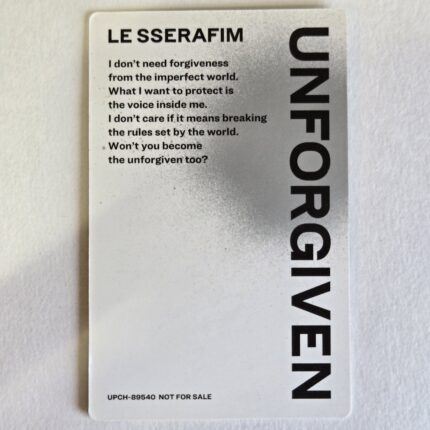 LE SSERAFIM
I don't need forgiveness
from the imperfect world.
What I want to protect is
the voice inside me.
I don't care if it means breaking
the rules set by the world.
Won't you become
the unforgiven too?
UNFORGIVEN
UPCH-89540 NOT FOR SALE